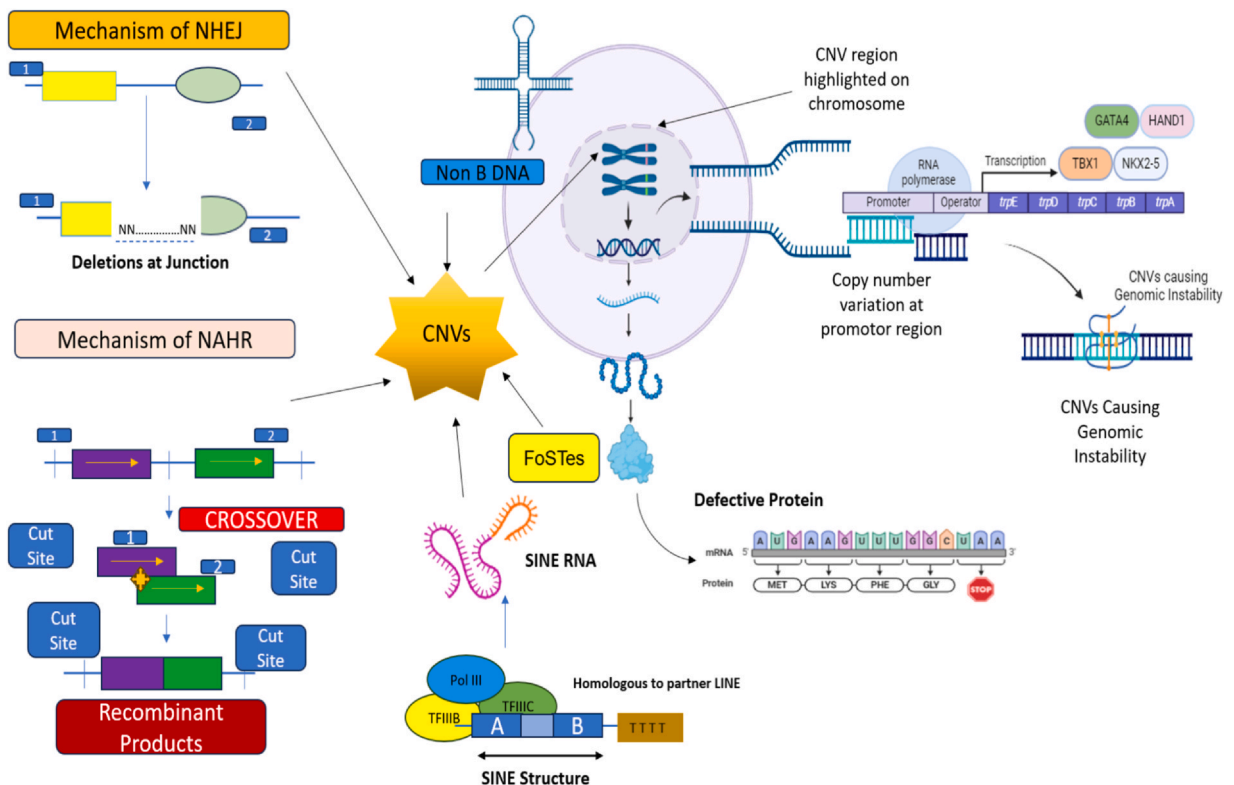 Mechanism of NHEJ
1
2
1
NN..............NN
2
Deletions at Junction
Mechanism of NAHR
1
2
CROSSOVER
Cut
Site
1
2
Cut
Site
Cut
Site
Cut
Site
Recombinant
Products
Non B DNA
CNVs
FoSTes
SINE RNA
Pol III
TFIIIB
TFIIIC
A
B
TTTT
Homologous to partner LINE
SINE Structure
CNV region
highlighted on
chromosome
GATA4
HAND1
TBX1
NKX2-5
RNA
polymerase
Transcription
Promoter
Operator
trpE
trpD
trpC
trpB
trpA
Copy number
variation at
promotor region
CNVs causing
Genomic Instability
CNVs Causing
Genomic
Instability
Defective Protein
mRNA
5'
A U G A A G U U U G G C U A A
3'
Protein
MET
LYS
PHE
GLY
STOP